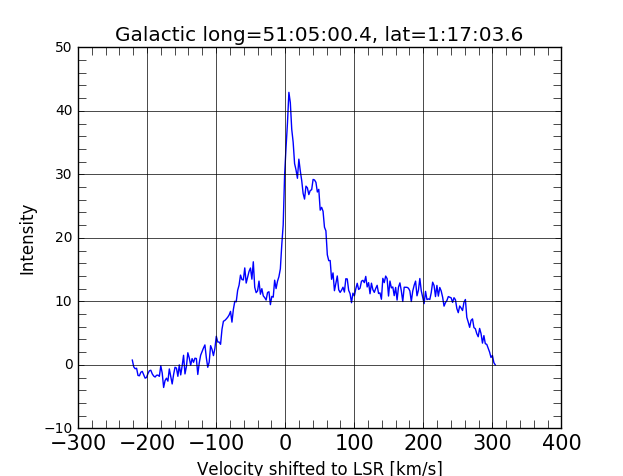 Galactic long=51:05:00.4, lat=1:17:03.6
50
40
30
20
10
0
−10
Intensity
−300 −200 −100 0 100 200 300 400
Velocity shifted to LSR [km/s]